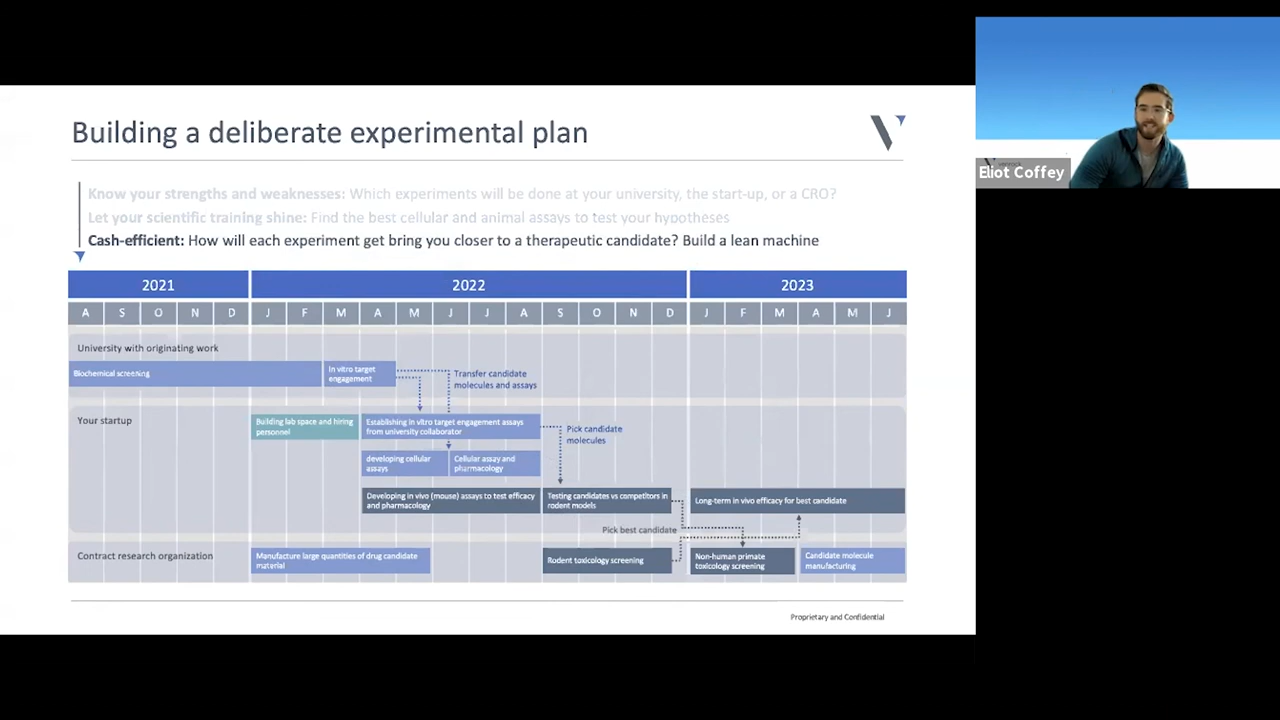 Building a deliberate experimental plan
Know your strengths and weaknesses: Which experiments will be done at your university, the start-up, or a CRO?
Let your scientific training shine: Find the best cellular and animal assays to test your hypotheses
Cash-efficient: How will each experiment get bring you closer to a therapeutic candidate? Build a lean machine
2021 2022 2023
A S O N D J F M A M J J A S O N D J F M A M J
University with originating work
Biochemical screening
In vitro target
engagement
Transfer candidate
molecules and assays
Your startup
Building lab space and hiring
personnel
Establishing in vitro target engagement assays
from university collaborator
Pick candidate
molecules
developing cellular
assays
Cellular assay and
pharmacology
Developing in vivo (mouse) assays to test efficacy
and pharmacology
Testing candidates vs competitors in
rodent models
Long-term in vivo efficacy for best candidate
Pick best candidate
Contract research organization
Manufacture large quantities of drug candidate
material
Rodent toxicology screening
Non-human primate
toxicology screening
Candidate molecule
manufacturing
Proprietary and Confidential
Eliot Coffey